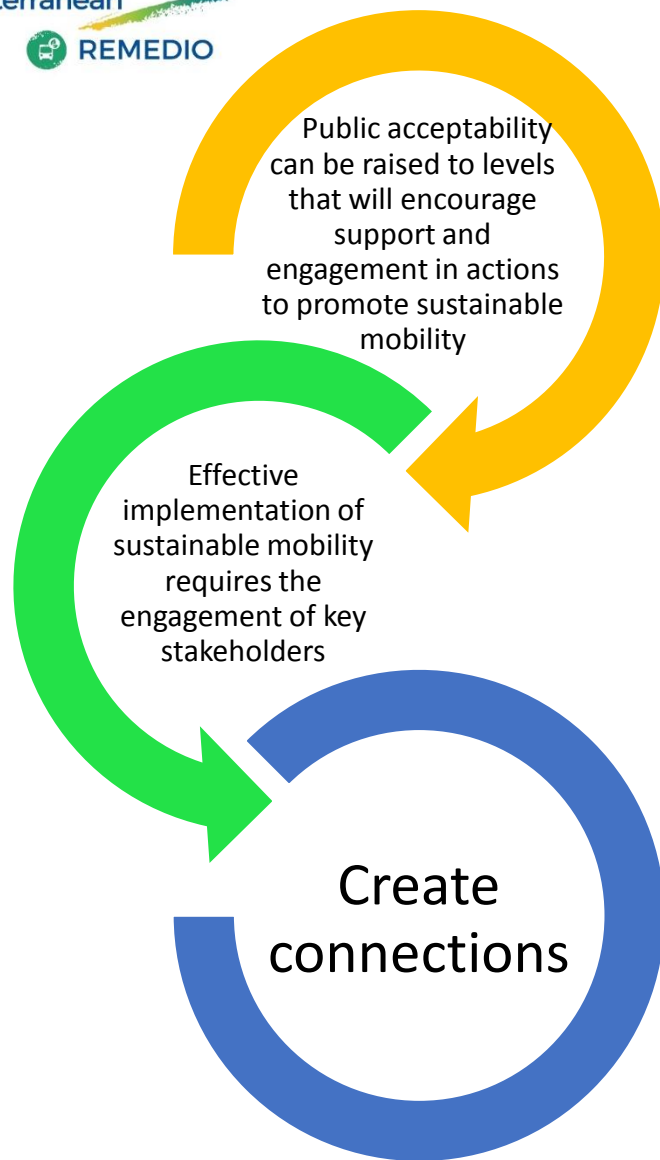 REMEDIO
Public acceptability
can be raised to levels
that will encourage
support and
engagement in actions
to promote sustainable
mobility
Effective
implementation of
sustainable mobility
requires the
engagement of key
stakeholders
Create
connections